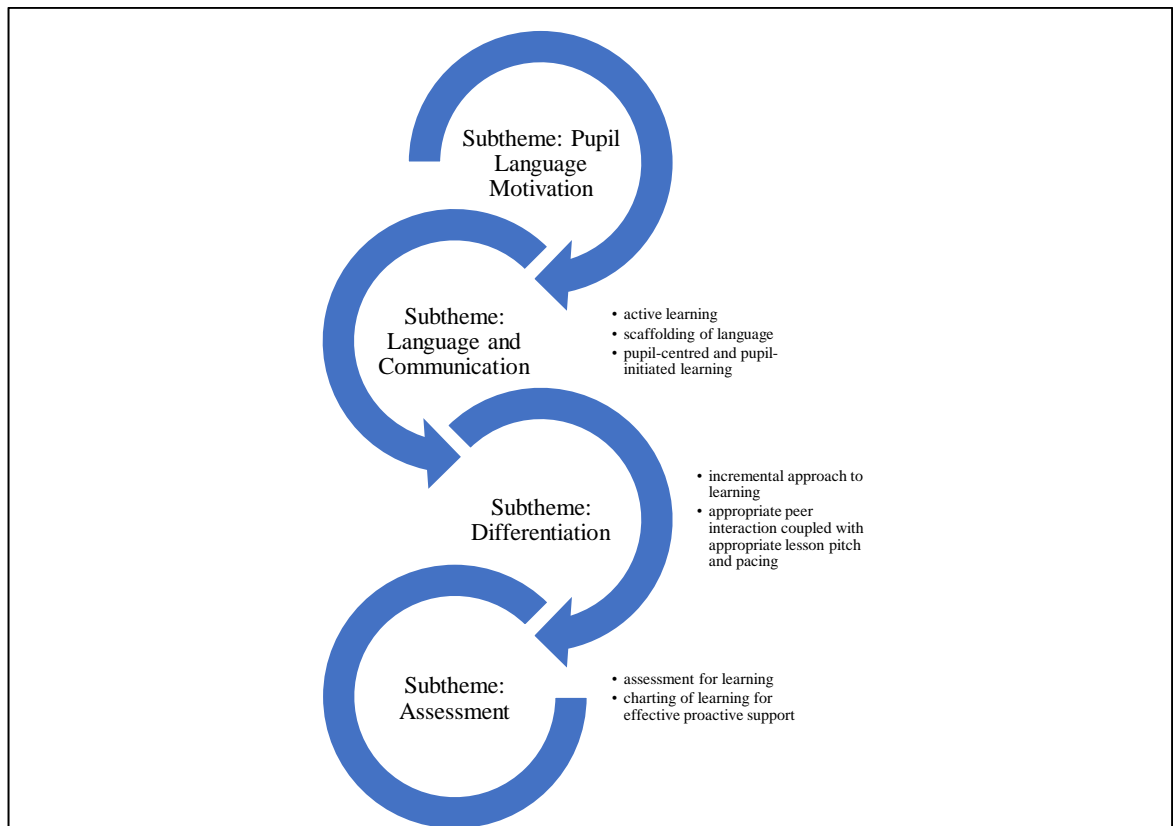 Subtheme: Pupil
Language
Motivation
Subtheme:
Language and
Communication
• active learning
• scaffolding of language
• pupil-centred and pupil-
initiated learning
Subtheme:
Differentiation
• incremental approach to
learning
• appropriate peer
interaction coupled with
appropriate lesson pitch
and pacing
Subtheme:
Assessment
• assessment for learning
• charting of learning for
effective proactive support